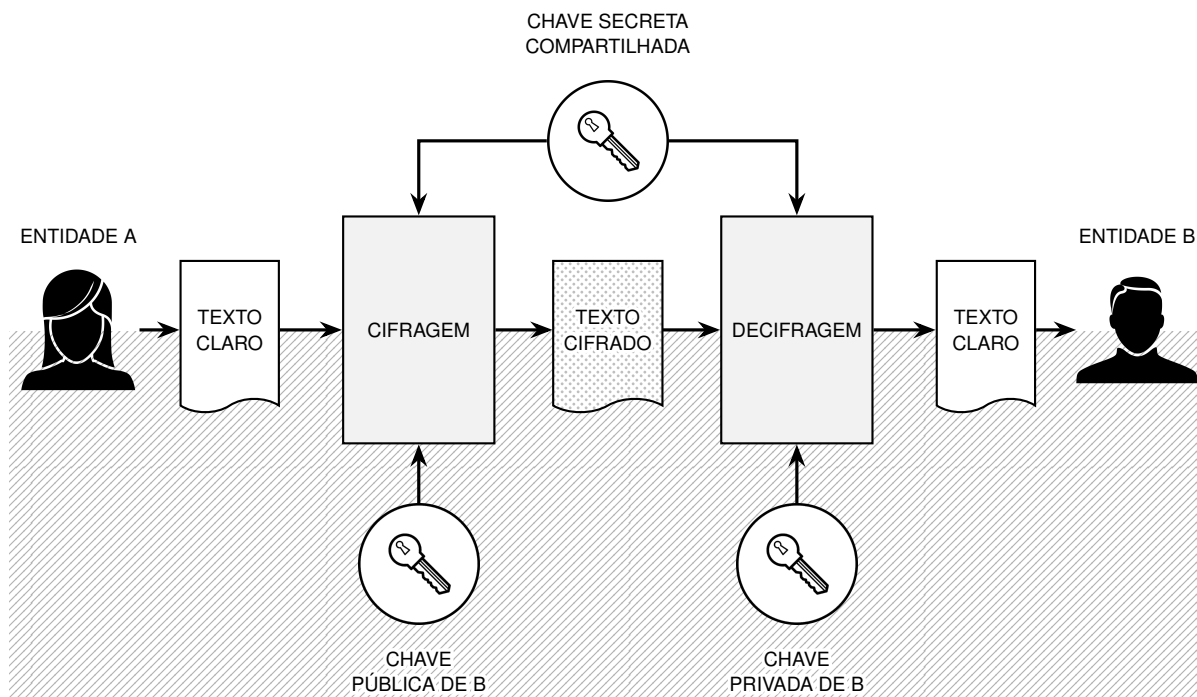 CHAVE SECRETA
COMPARTILHADA
ENTIDADE A
ENTIDADE B
TEXTO
CLARO
CIFRAGEM
TEXTO
CIFRADO
DECIFRAGEM
TEXTO
CLARO
CHAVE
PÚBLICA DE B
CHAVE
PRIVADA DE B